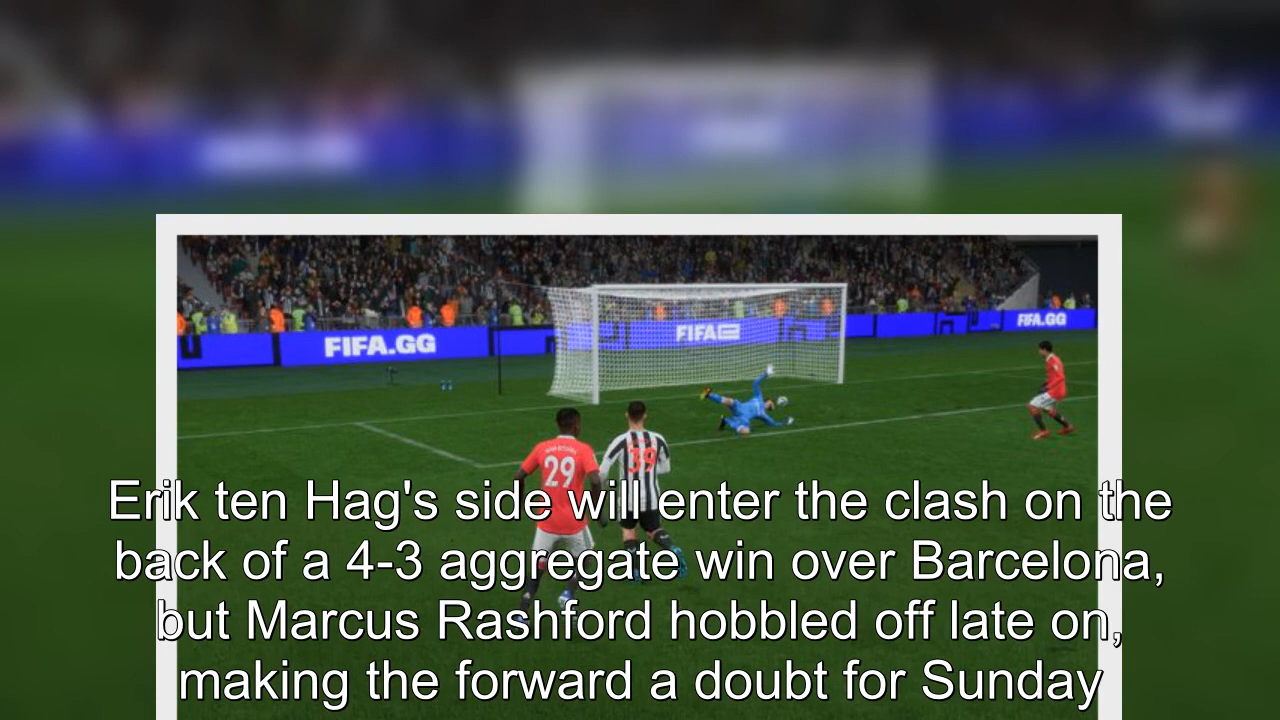 FIFA.GG
FIFA
FIFA.GG
29
39
Erik ten Hag's side will enter the clash on the
back of a 4-3 aggregate win over Barcelona,
but Marcus Rashford hobbled off late on,
making the forward a doubt for Sunday